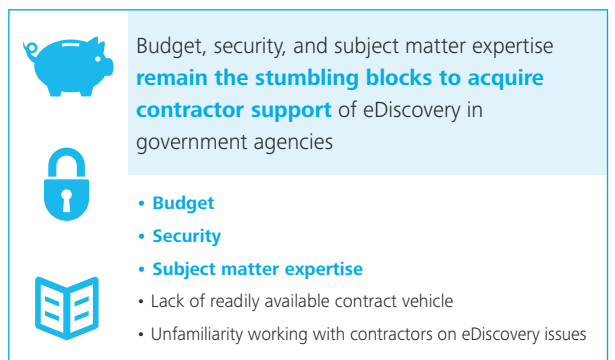 Budget, security, and subject matter expertise
remain the stumbling blocks to acquire
contractor support of eDiscovery in
government agencies
• Budget
• Security
• Subject matter expertise
• Lack of readily available contract vehicle
• Unfamiliarity working with contractors on eDiscovery issues